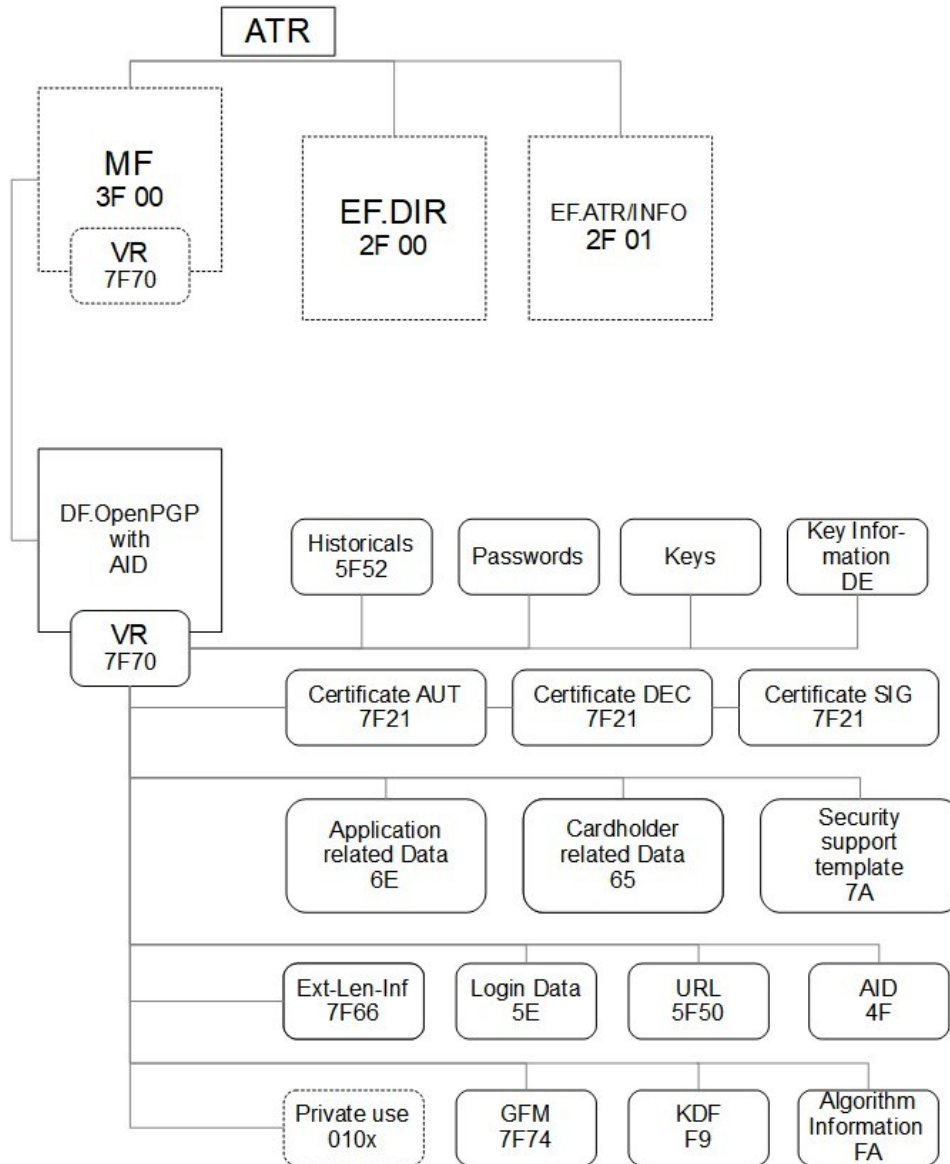 ATR
MF
3F 00
VR
7F70
EF.DIR
2F 00
EF.ATR/INFO
2F 01
DF.OpenPGP
with
AID
VR
7F70
Historicals
5F52
Passwords
Keys
Key Infor-
mation
DE
Certificate AUT
7F21
Certificate DEC
7F21
Certificate SIG
7F21
Application
related Data
6E
Cardholder
related Data
65
Security
support
template
7A
Ext-Len-Inf
7F66
Login Data
5E
URL
5F50
AID
4F
Private use
010x
GFM
7F74
KDF
F9
Algorithm
Information
FA